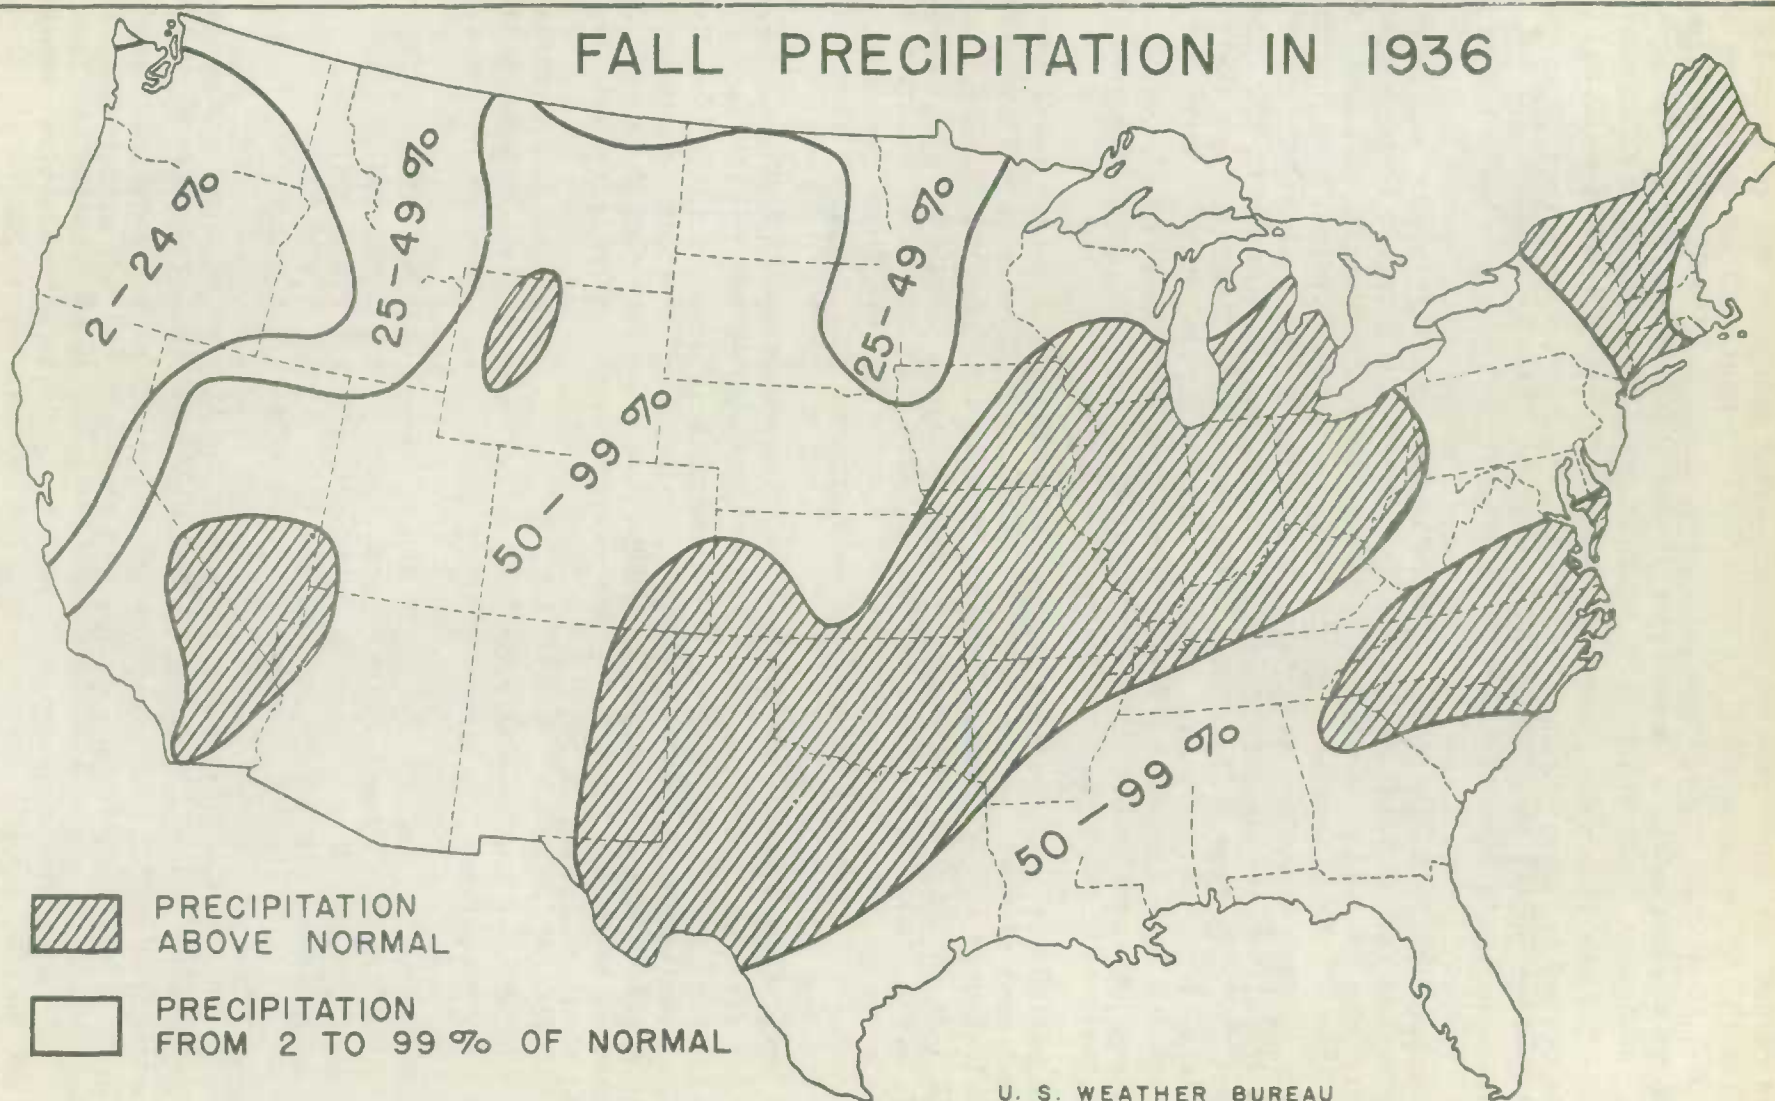 FALL PRECIPITATION IN 1936
2–24 %
25–49 %
25–49 %
50–99 %
50–99 %
PRECIPITATION
ABOVE NORMAL
PRECIPITATION
FROM 2 TO 99 % OF NORMAL
U. S. WEATHER BUREAU